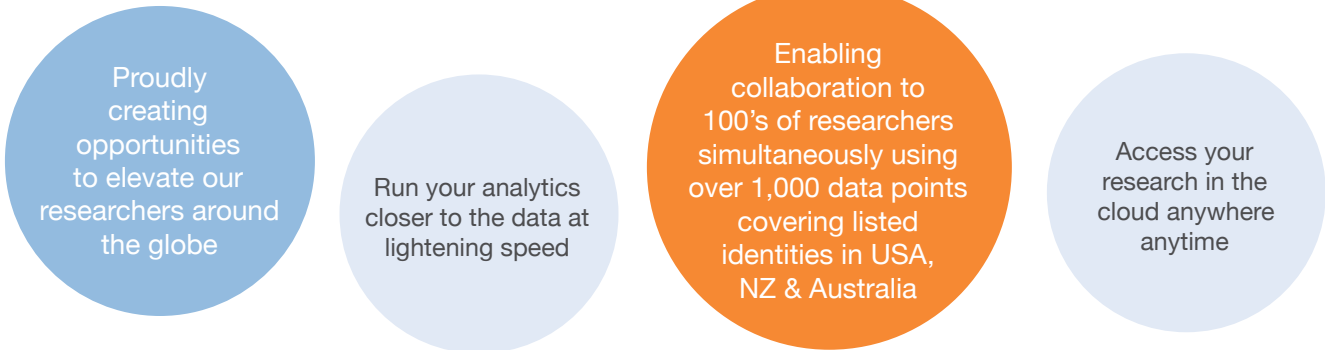 Proudly
creating
opportunities
to elevate our
researchers around
the globe
Run your analytics
closer to the data at
lightening speed
Enabling
collaboration to
100’s of researchers
simultaneously using
over 1,000 data points
covering listed
identities in USA,
NZ & Australia
Access your
research in the
cloud anywhere
anytime